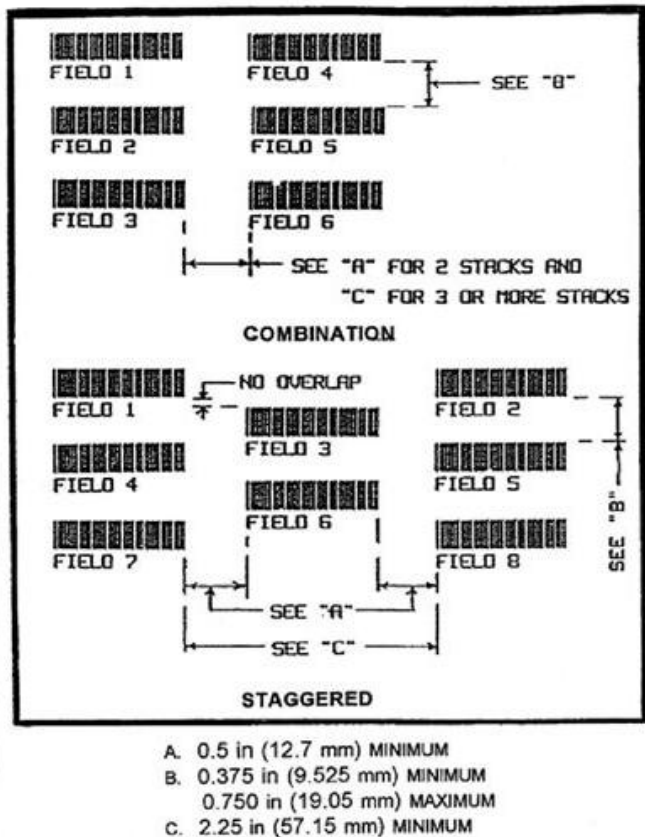 FIELD 1 FIELD 4
SEE "B"
FIELD 2 FIELD 5
FIELD 3 FIELD 6
SEE "A" FOR 2 STACKS AND
"C" FOR 3 OR MORE STACKS
COMBINATION
NO OVERLAP
FIELD 1 FIELD 2
FIELD 3
FIELD 4 FIELD 5
FIELD 6
SEE "B"
FIELD 7 FIELD 8
SEE "A"
SEE "C"
STAGGERED
A. 0.5 in (12.7 mm) MINIMUM
B. 0.375 in (9.525 mm) MINIMUM
0.750 in (19.05 mm) MAXIMUM
C. 2.25 in (57.15 mm) MINIMUM